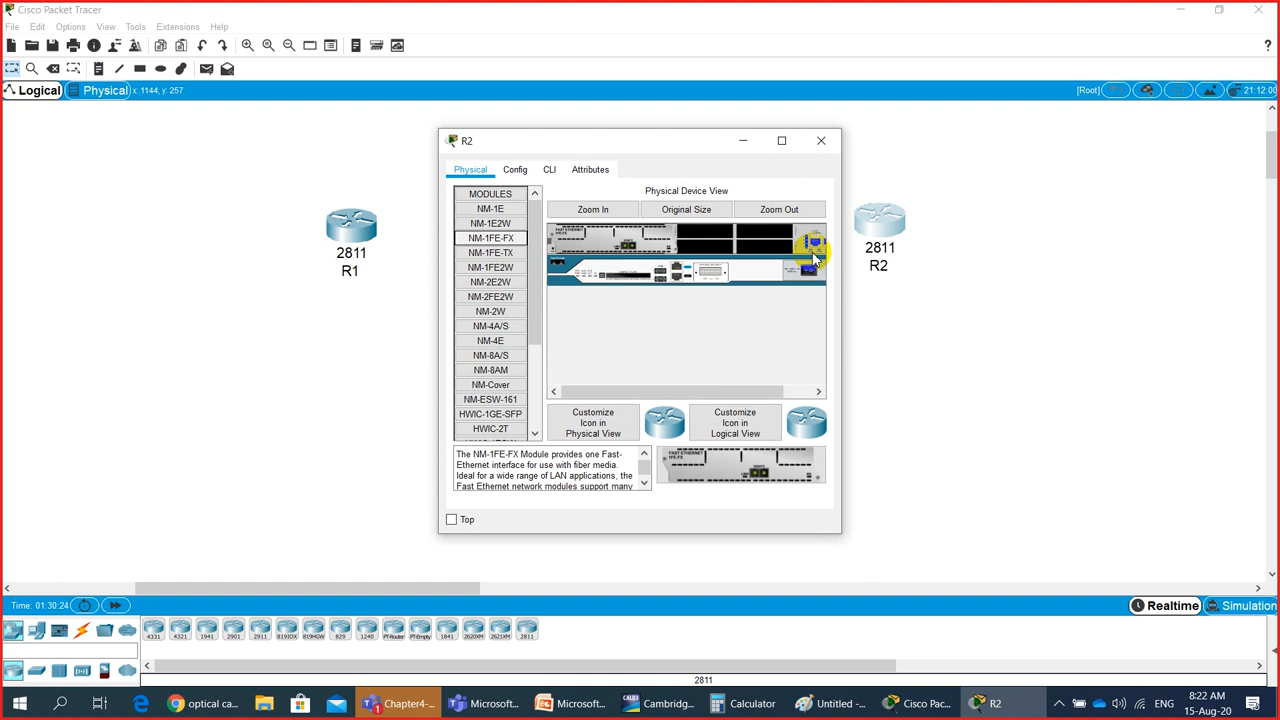 Cisco Packet Tracer
File Edit Options View Tools Extensions Help
Logical Physical x: 1144, y: 257 [Root] 21:12:00
R2
Physical Config CLI Attributes
MODULES
NM-1E
NM-1E2W
NM-1FE-FX
NM-1FE-TX
NM-1FE2W
NM-2E2W
NM-2FE2W
NM-2W
NM-4A/S
NM-4E
NM-8A/S
NM-8AM
NM-Cover
NM-ESW-161
HWIC-1GE-SFP
HWIC-2T
Physical Device View
Zoom In Original Size Zoom Out
Customize
Icon in
Physical View
Customize
Icon in
Logical View
The NM-1FE-FX Module provides one Fast-
Ethernet interface for use with fiber media.
Ideal for a wide range of LAN applications, the
Fast Ethernet network modules support many
FAST ETHERNET
1FE-FX
Top
2811
R1
2811
R2
Time: 01:30:24 Realtime Simulation
4331 4321 1941 2901 2911 819IOX 819HGW 829 1240 PT-Router PT-Empty 1841 2620XM 2621XM 2811
2811
optical ca... Chapter4-... Microsoft... Microsoft... Cambridg... Calculator Untitled -... Cisco Pac... R2 ENG
8:22 AM
15-Aug-20